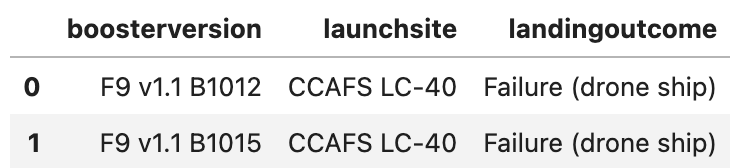 boosterversion launchsite landingoutcome
0 F9 v1.1 B1012 CCAFS LC-40 Failure (drone ship)
1 F9 v1.1 B1015 CCAFS LC-40 Failure (drone ship)